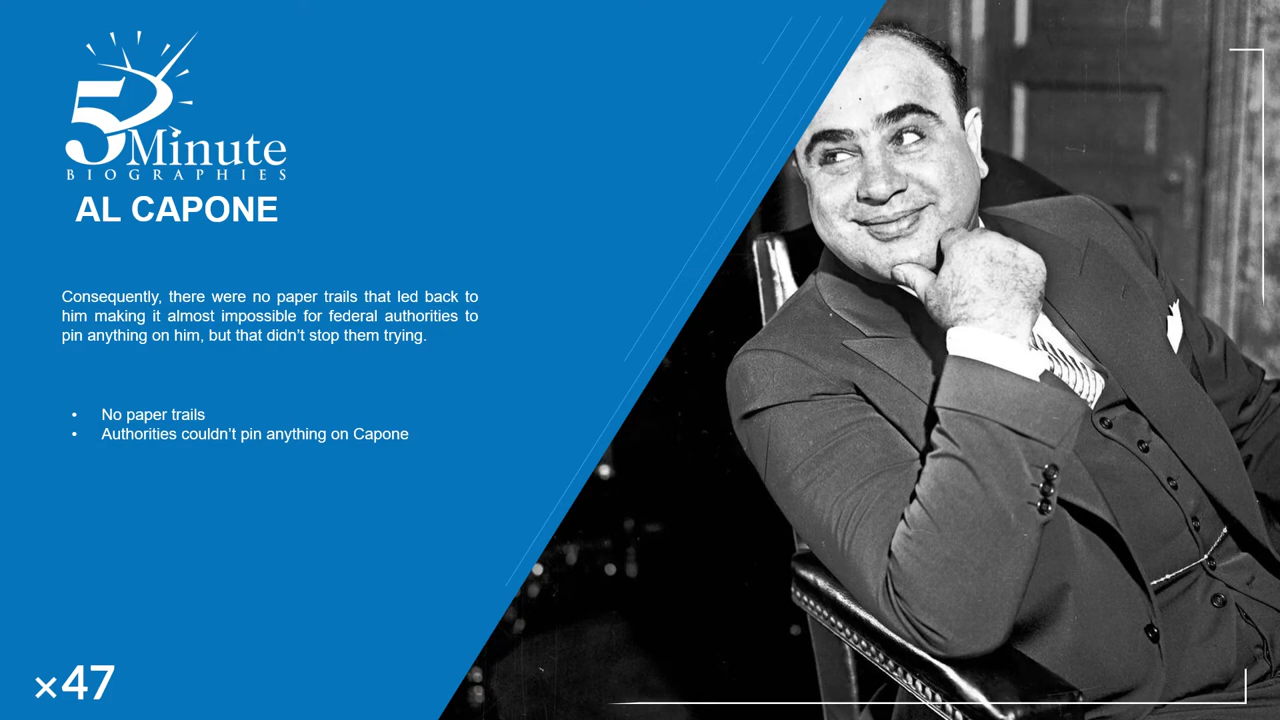 5 Minute
BIOGRAPHIES
AL CAPONE
Consequently, there were no paper trails that led back to
him making it almost impossible for federal authorities to
pin anything on him, but that didn’t stop them trying.
• No paper trails
• Authorities couldn’t pin anything on Capone
×47